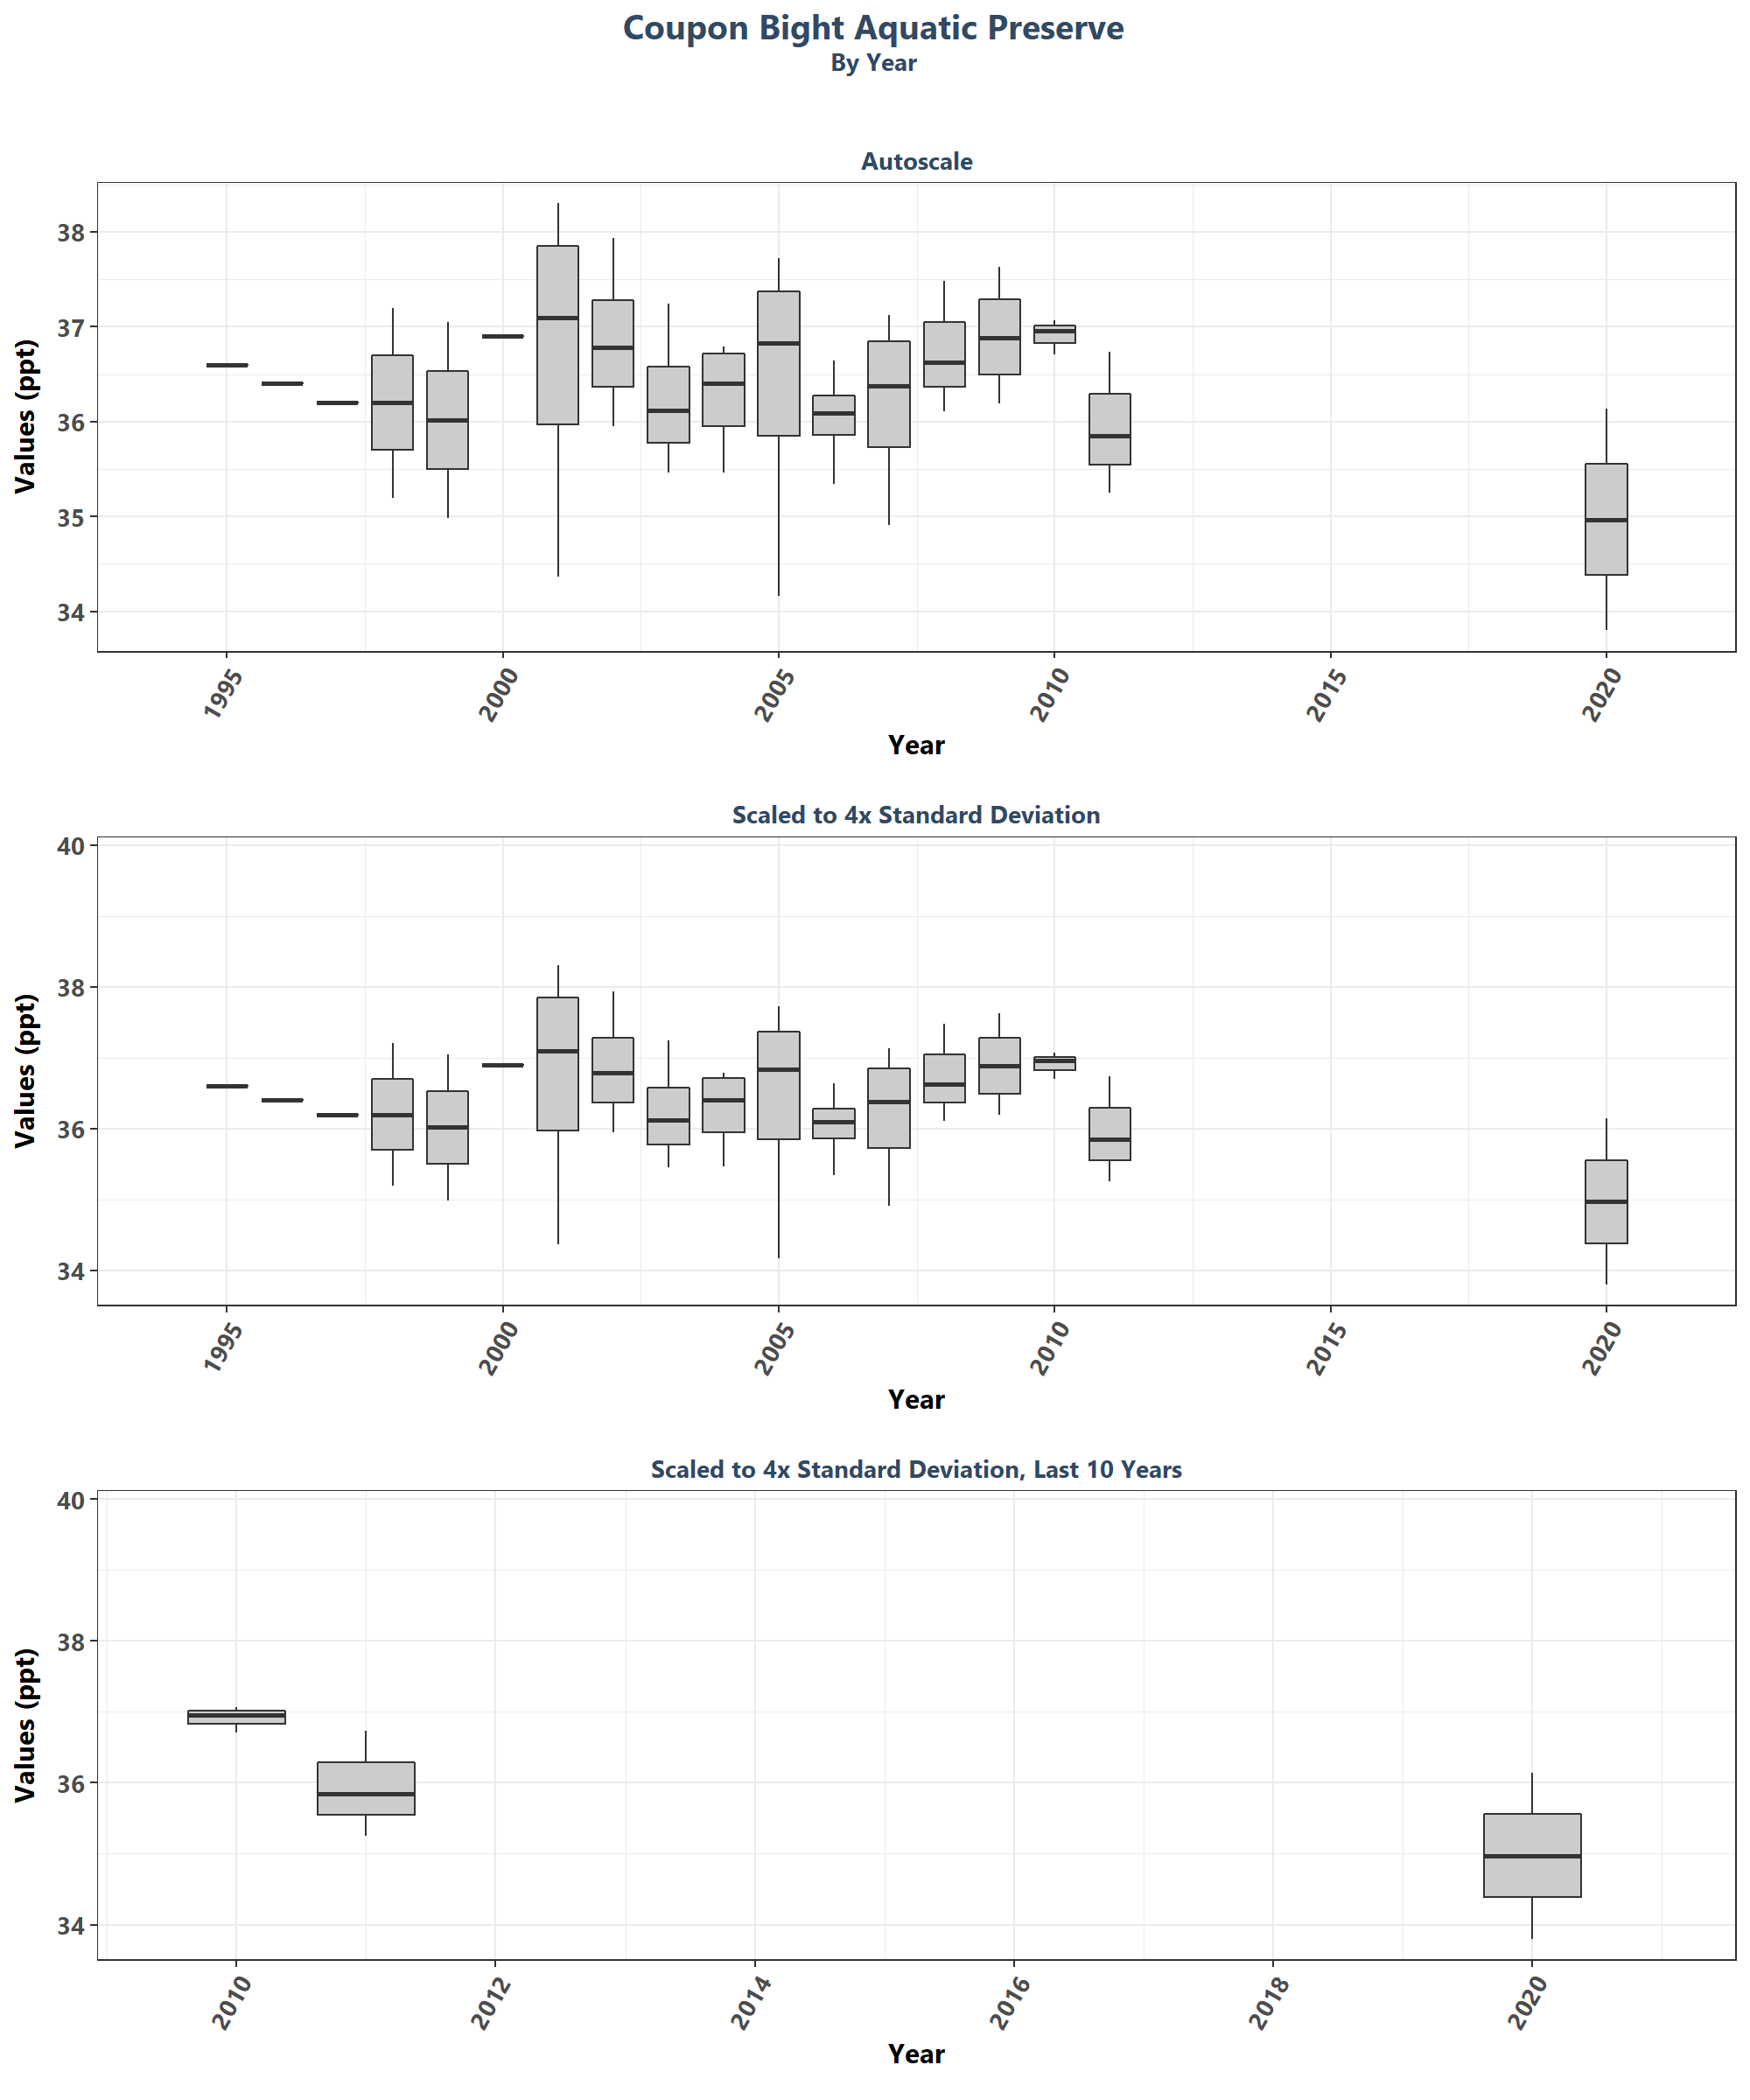 Coupon Bight Aquatic Preserve
By Year
Autoscale
38
37
36
35
34
Values (ppt)
1995
2000
2005
2010
2015
2020
Year
Scaled to 4x Standard Deviation
40
38
36
34
Values (ppt)
1995
2000
2005
2010
2015
2020
Year
Scaled to 4x Standard Deviation, Last 10 Years
40
38
36
34
Values (ppt)
2010
2012
2014
2016
2018
2020
Year